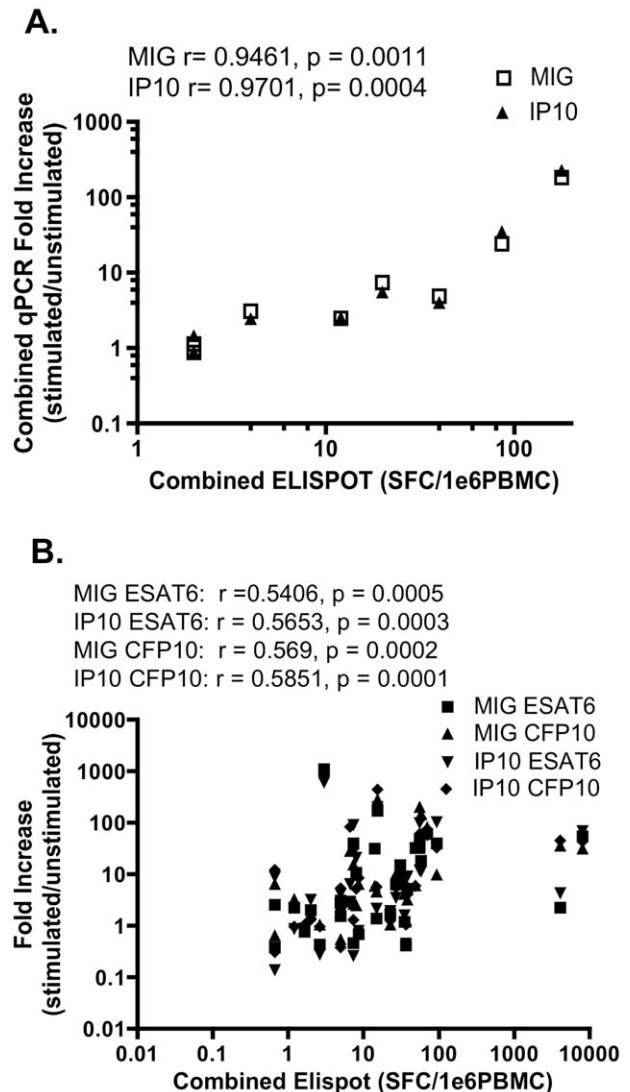 A.
MIG r= 0.9461, p = 0.0011
IP10 r= 0.9701, p= 0.0004
MIG
IP10
Combined qPCR Fold Increase
(stimulated/unstimulated)
1000
100
10
1
0.1
1
10
100
Combined ELISPOT (SFC/1e6PBMC)
B.
MIG ESAT6: r =0.5406, p = 0.0005
IP10 ESAT6: r = 0.5653, p = 0.0003
MIG CFP10: r = 0.569, p = 0.0002
IP10 CFP10: r = 0.5851, p = 0.0001
MIG ESAT6
MIG CFP10
IP10 ESAT6
IP10 CFP10
Fold Increase
(stimulated/unstimulated)
10000
1000
100
10
1
0.1
0.01
0.01
0.1
1
10
100
1000
10000
Combined Elispot (SFC/1e6PBMC)